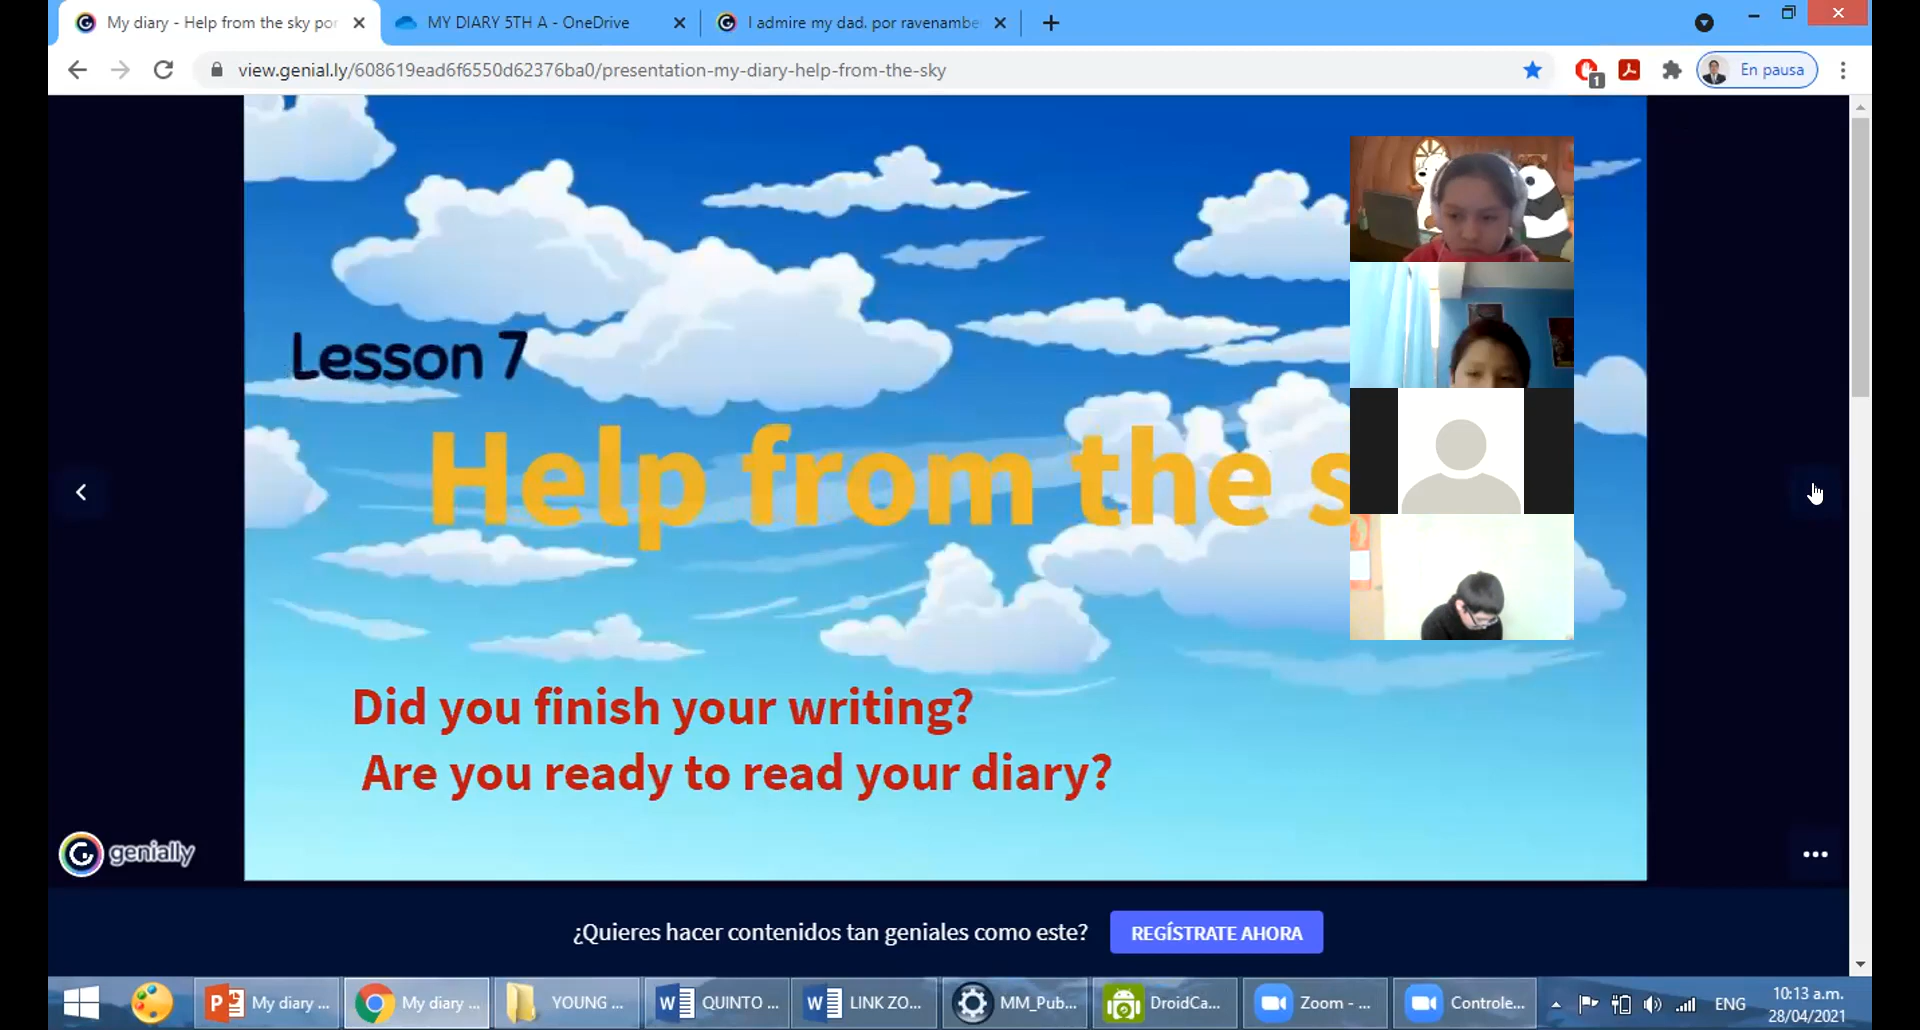 My diary - Help from the sky por
MY DIARY 5TH A - OneDrive
I admire my dad. por ravenambe
view.genial.ly/608619ead6f6550d62376ba0/presentation-my-diary-help-from-the-sky
1
En pausa
Lesson 7
Help from the s
Did you finish your writing?
Are you ready to read your diary?
genially
¿Quieres hacer contenidos tan geniales como este?
REGÍSTRATE AHORA
My diary ...
My diary ...
YOUNG ...
QUINTO ...
LINK ZO...
MM_Pub...
DroidCa...
Zoom - ...
Controle...
ENG
10:13 a.m.
28/04/2021